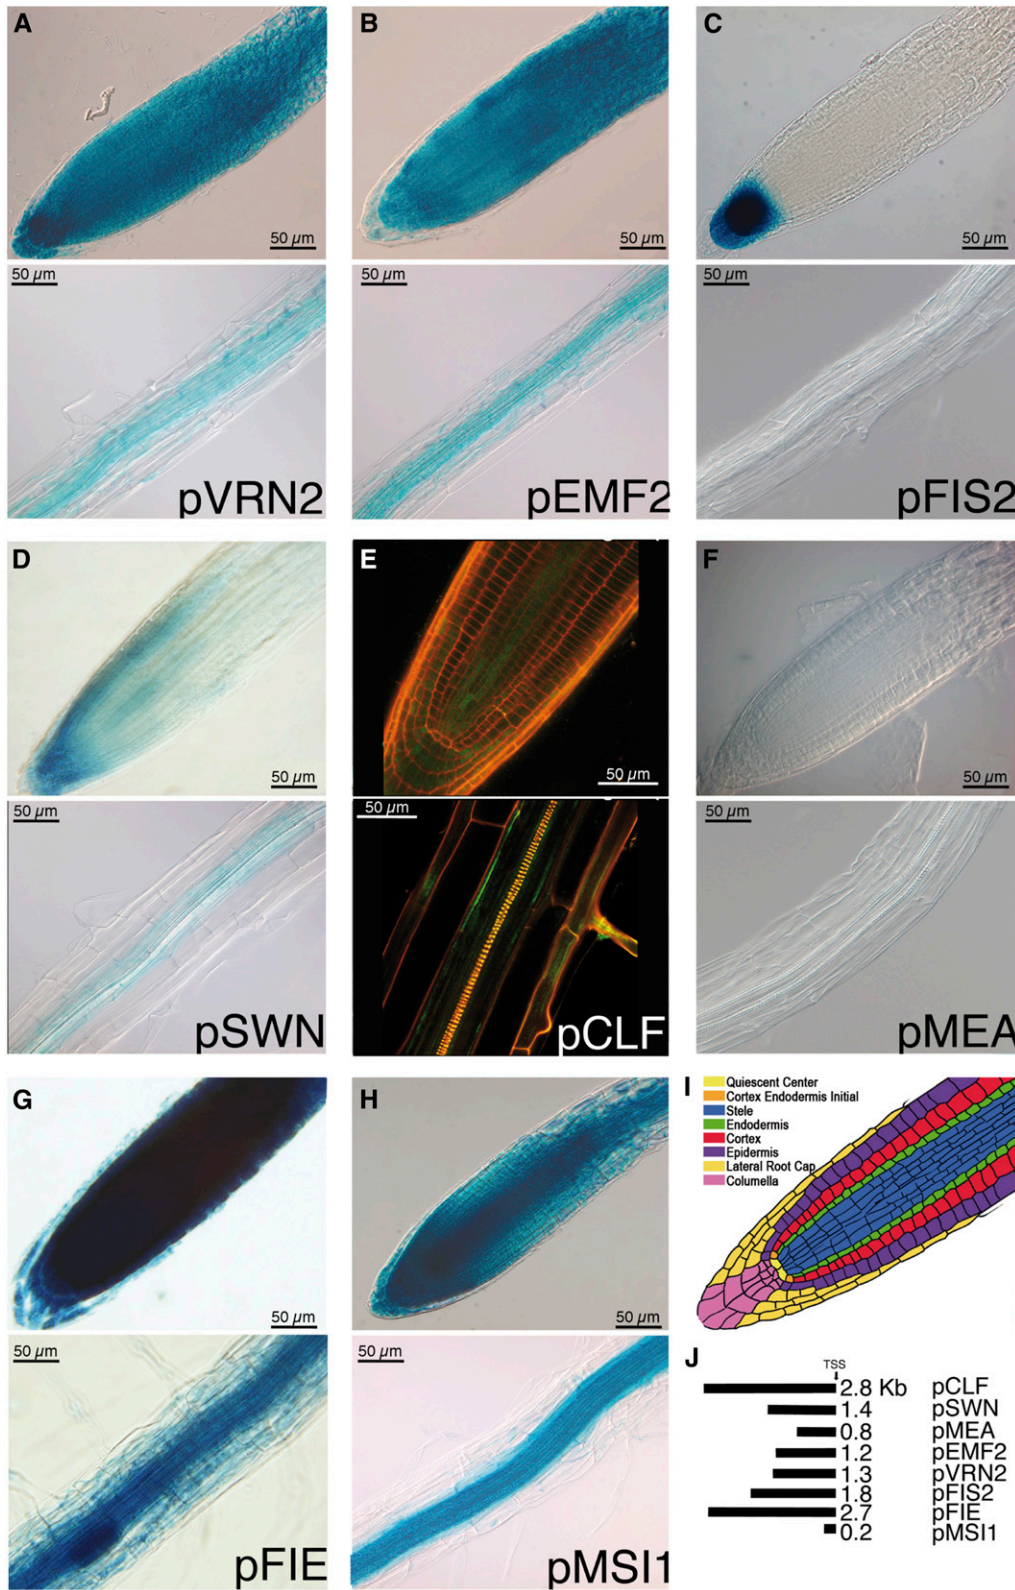 A
50 µm
50 µm
pVRN2
B
50 µm
50 µm
pEMF2
C
50 µm
50 µm
pFIS2
D
50 µm
50 µm
pSWN
E
50 µm
50 µm
pCLF
F
50 µm
50 µm
pMEA
G
50 µm
50 µm
pFIE
H
50 µm
50 µm
pMSI1
I
Quiescent Center
Cortex Endodermis Initial
Stele
Endodermis
Cortex
Epidermis
Lateral Root Cap
Columella
J
TSS
2.8 Kb pCLF
1.4 pSWN
0.8 pMEA
1.2 pEMF2
1.3 pVRN2
1.8 pFIS2
2.7 pFIE
0.2 pMSI1